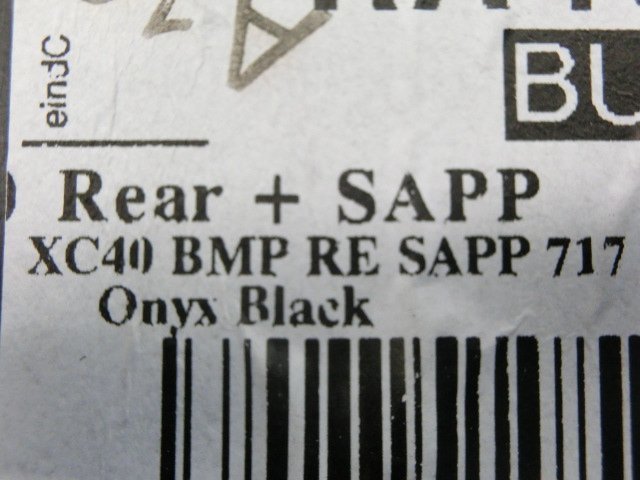 eindC
BU
Rear + SAPP
XC40 BMP RE SAPP 717
Onyx Black